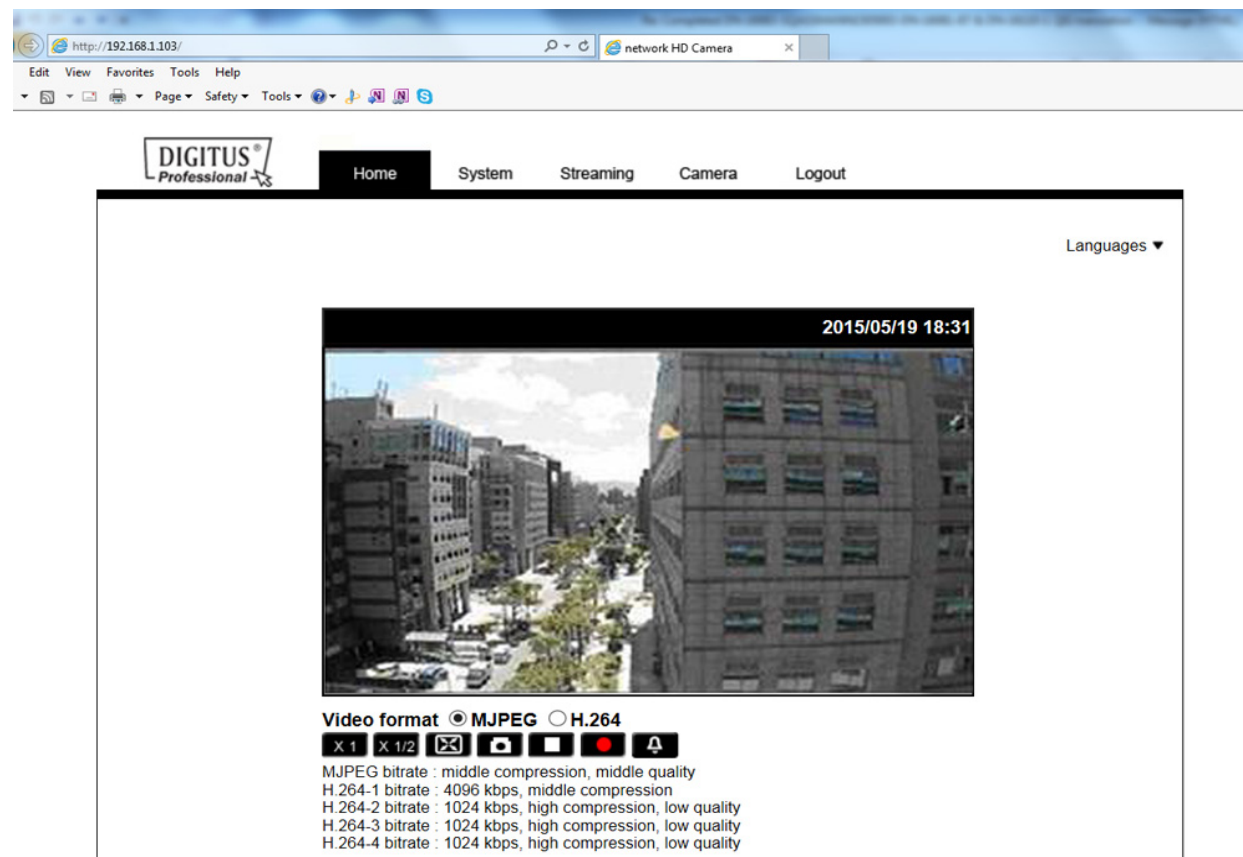 http://192.168.1.103/
network HD Camera
Edit View Favorites Tools Help
Page Safety Tools
DIGITUS®
Professional
Home System Streaming Camera Logout
Languages
2015/05/19 18:31
Video format MJPEG H.264
X 1 X 1/2
MJPEG bitrate : middle compression, middle quality
H.264-1 bitrate : 4096 kbps, middle compression
H.264-2 bitrate : 1024 kbps, high compression, low quality
H.264-3 bitrate : 1024 kbps, high compression, low quality
H.264-4 bitrate : 1024 kbps, high compression, low quality